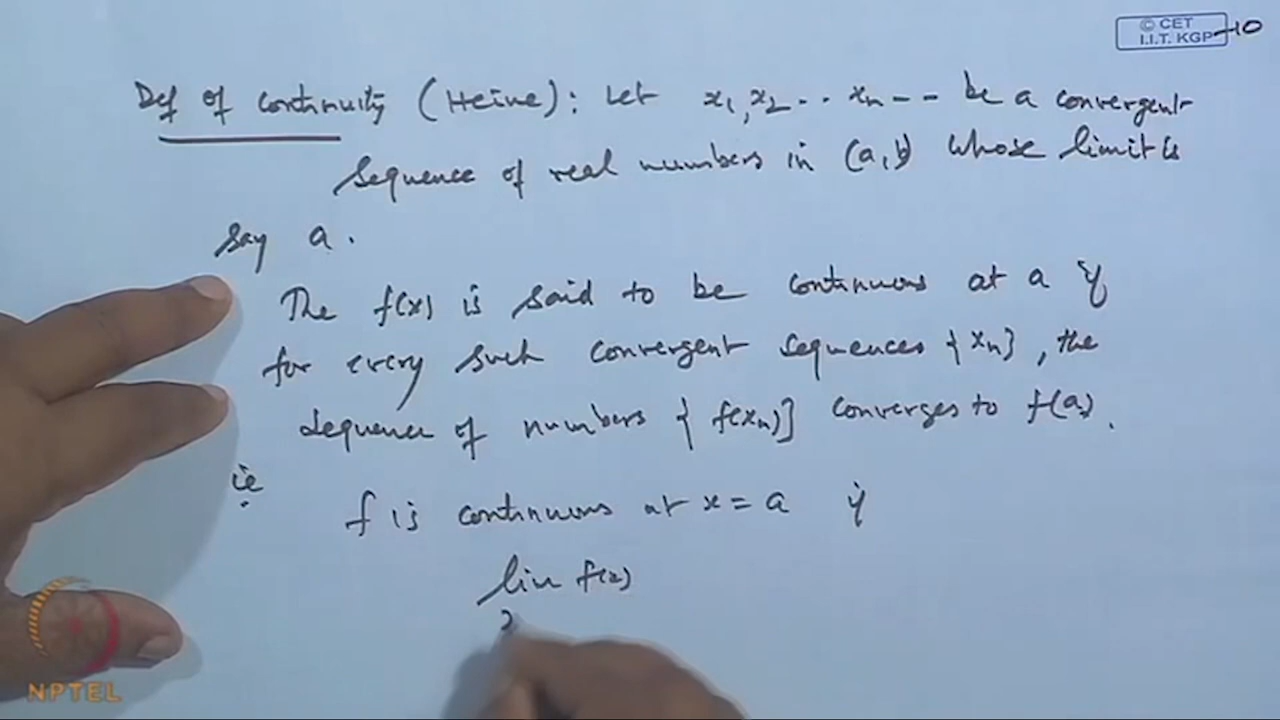 © CET
I.I.T. KGP
10
Def of continuity (Heine): Let x₁, x₂ .. xₙ -- be a convergent
Sequence of real numbers in (a, b) whose limit is
Say a.
The f(x) is said to be continuous at a if
for every such convergent sequences {xₙ}, the
sequence of numbers {f(xₙ)] converges to f(a).
ie
f is continuous at x = a if
lim f(x)
NPTEL